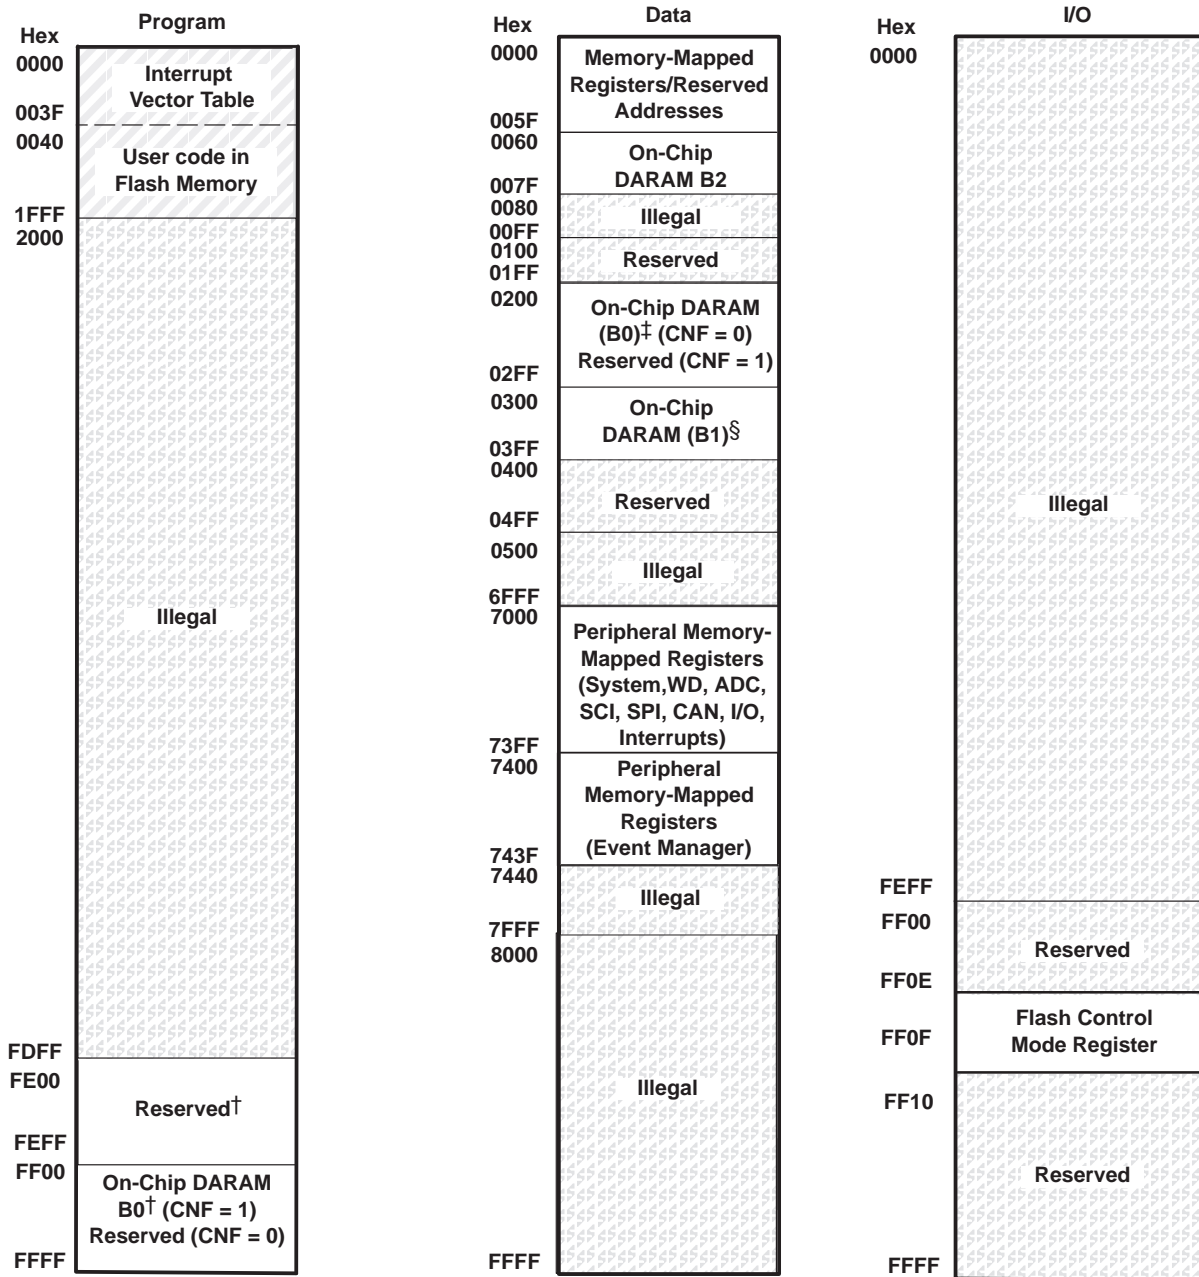 Program
Hex
0000
Interrupt
Vector Table
003F
0040
User code in
Flash Memory
1FFF
2000
Illegal
FDFF
FE00
Reserved†
FEFF
FF00
On-Chip DARAM
B0† (CNF = 1)
Reserved (CNF = 0)
FFFF
Data
Hex
0000
Memory-Mapped
Registers/Reserved
Addresses
005F
0060
On-Chip
DARAM B2
007F
0080
Illegal
00FF
0100
Reserved
01FF
0200
On-Chip DARAM
(B0)‡ (CNF = 0)
Reserved (CNF = 1)
02FF
0300
On-Chip
DARAM (B1)§
03FF
0400
Reserved
04FF
0500
Illegal
6FFF
7000
Peripheral Memory-
Mapped Registers
(System,WD, ADC,
SCI, SPI, CAN, I/O,
Interrupts)
73FF
7400
Peripheral
Memory-Mapped
Registers
(Event Manager)
743F
7440
Illegal
7FFF
8000
Illegal
FFFF
I/O
Hex
0000
Illegal
FEFF
FF00
Reserved
FF0E
Flash Control
Mode Register
FF0F
FF10
Reserved
FFFF